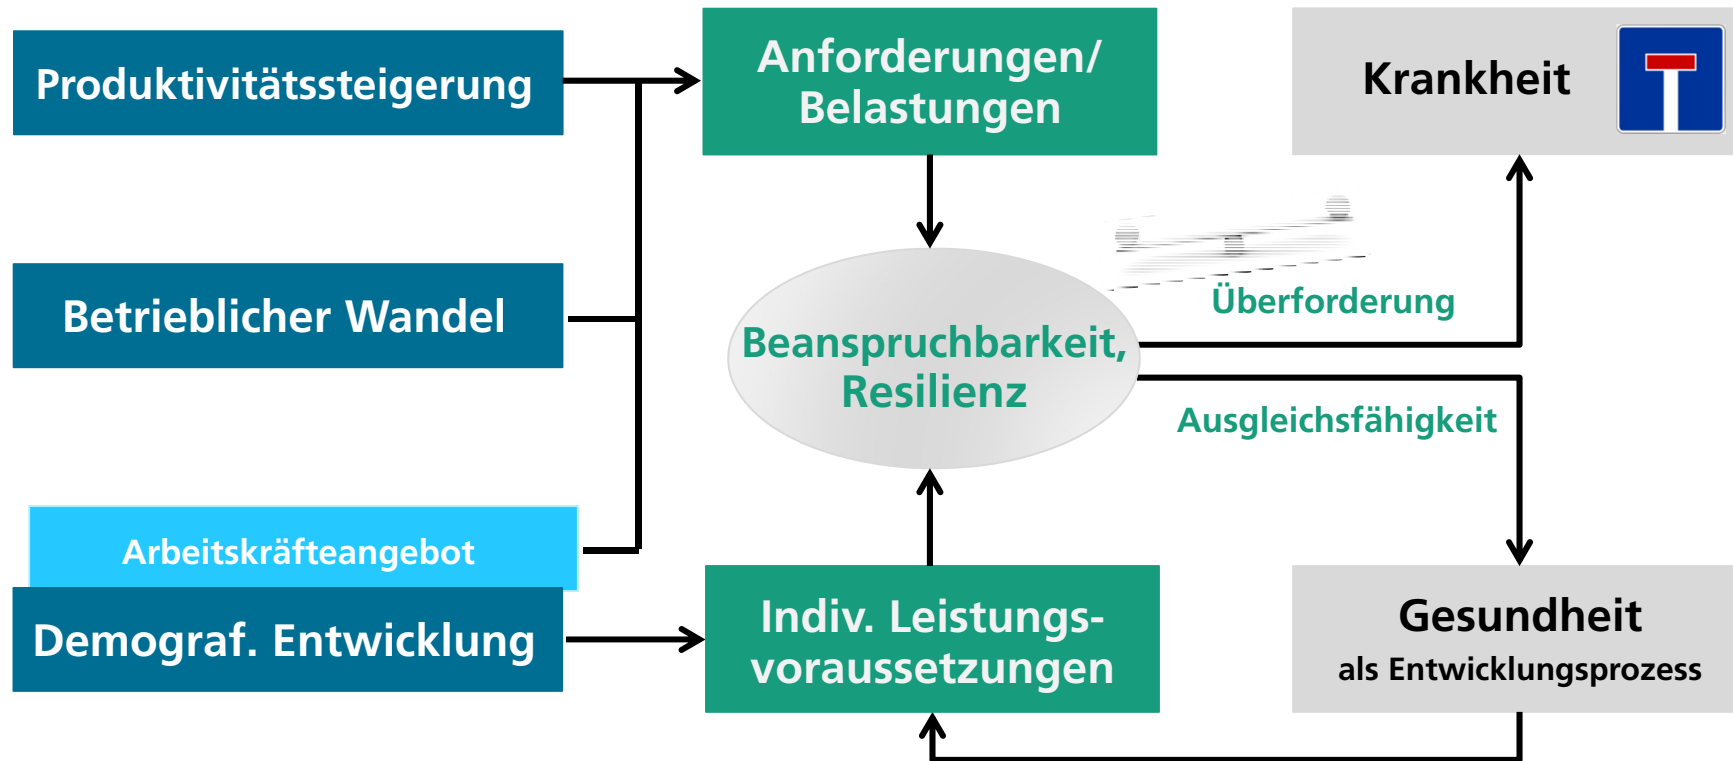 Produktivitätssteigerung
Betrieblicher Wandel
Arbeitskräfteangebot
Demograf. Entwicklung
Anforderungen/
Belastungen
Beanspruchbarkeit,
Resilienz
Indiv. Leistungs-
voraussetzungen
Überforderung
Ausgleichsfähigkeit
Krankheit
Gesundheit
als Entwicklungsprozess